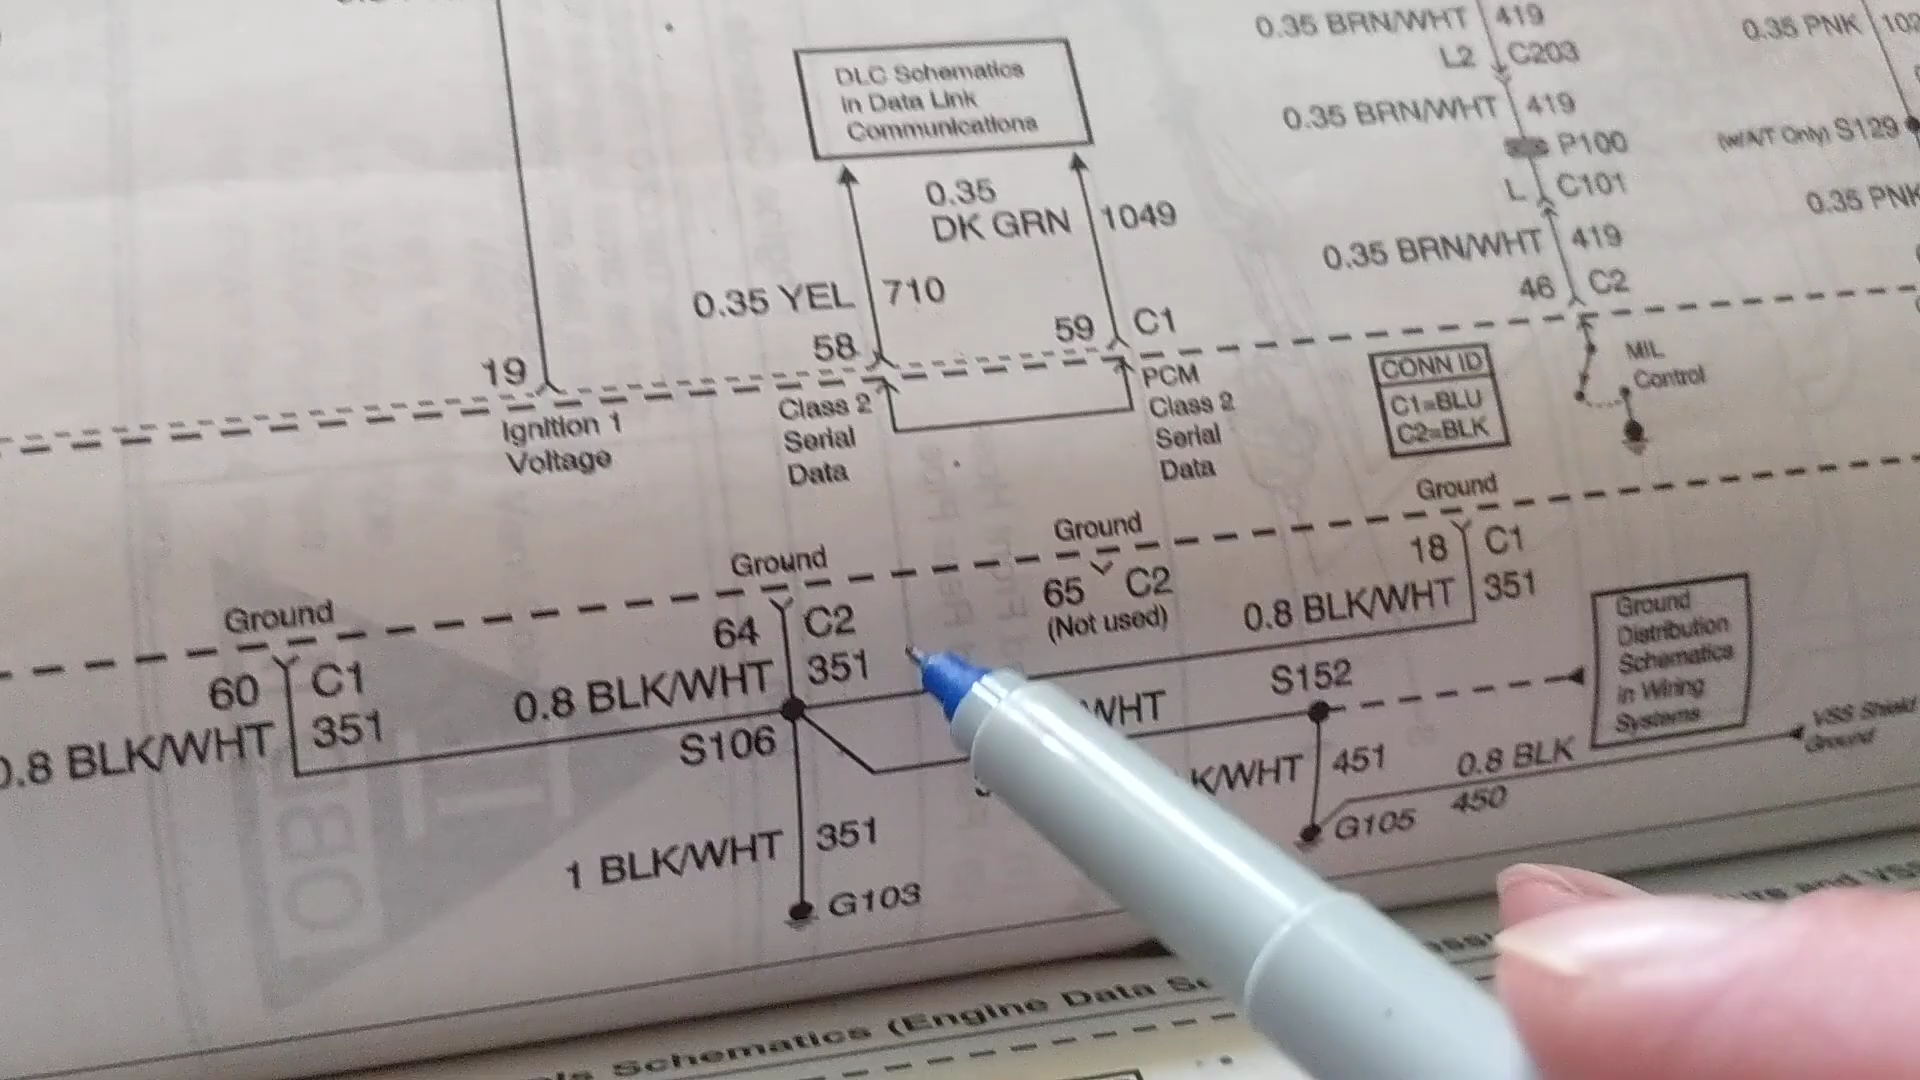 0.35 BRN/WHT 419
L2 C203
0.35 PNK
DLC Schematics
in Data Link
Communications
0.35 BRN/WHT 419
P100
(w/A/T Only) S129
L C101
0.35 PNK
0.35
DK GRN 1049
0.35 BRN/WHT 419
46 C2
0.35 YEL 710
58
59 C1
19
Ignition 1
Voltage
Class 2
Serial
Data
PCM
Class 2
Serial
Data
CONN ID
C1=BLU
C2=BLK
MIL
Control
Ground
60 C1
0.8 BLK/WHT 351
Ground
64 C2
0.8 BLK/WHT 351
S106
1 BLK/WHT 351
G103
Ground
65 C2
(Not used)
Ground
18 C1
0.8 BLK/WHT 351
WHT
S152
K/WHT 451
G105
0.8 BLK
450
Ground
Distribution
Schematics
in Wiring
Systems
VSS Shield
Ground
Schematics (Engine Data